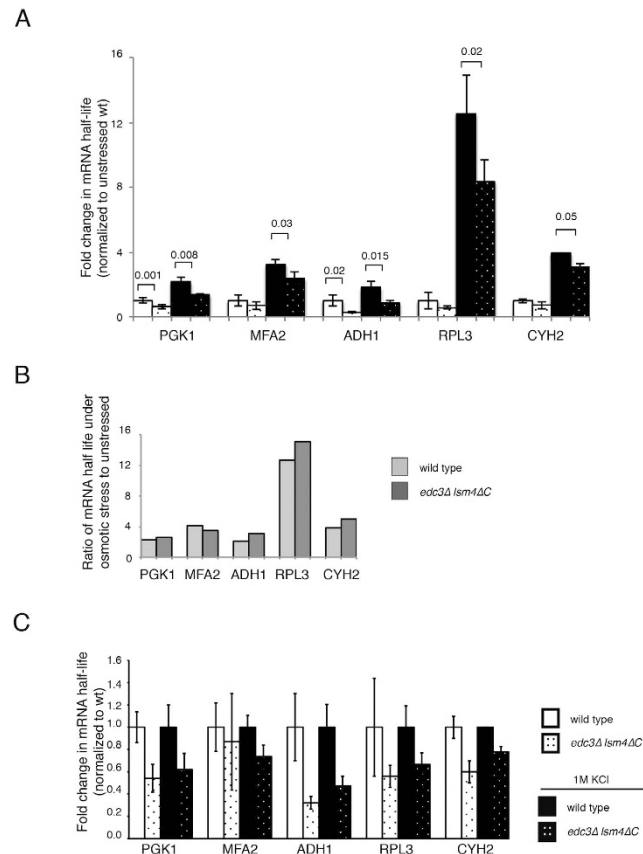 A
Fold change in mRNA half-life
(normalized to unstressed wt)
16
12
8
4
0
0.001
0.008
0.03
0.02
0.015
0.02
0.05
PGK1
MFA2
ADH1
RPL3
CYH2
B
Ratio of mRNA half life under
osmotic stress to unstressed
16
12
8
4
0
PGK1
MFA2
ADH1
RPL3
CYH2
wild type
edc3Δ lsm4ΔC
C
Fold change in mRNA half-life
(normalized to wt)
1.6
1.4
1.2
1.0
0.8
0.6
0.4
0.2
0.0
PGK1
MFA2
ADH1
RPL3
CYH2
wild type
edc3Δ lsm4ΔC
1M KCl
wild type
edc3Δ lsm4ΔC